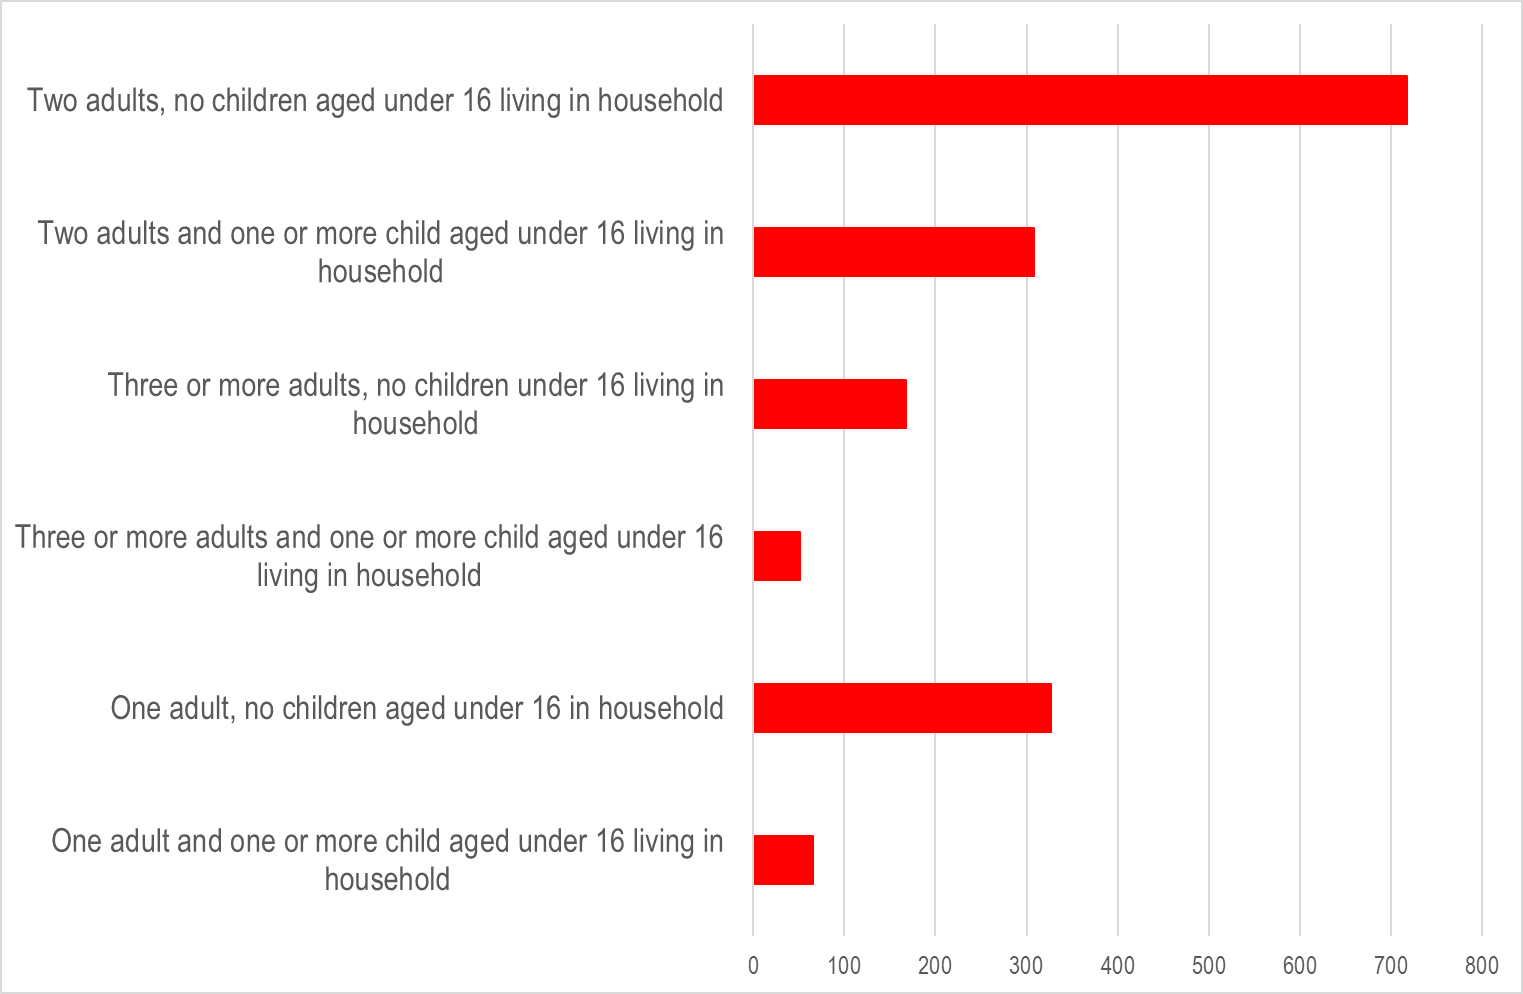 Two adults, no children aged under 16 living in household
Two adults and one or more child aged under 16 living in
household
Three or more adults, no children under 16 living in
household
Three or more adults and one or more child aged under 16
living in household
One adult, no children aged under 16 in household
One adult and one or more child aged under 16 living in
household
0 100 200 300 400 500 600 700 800